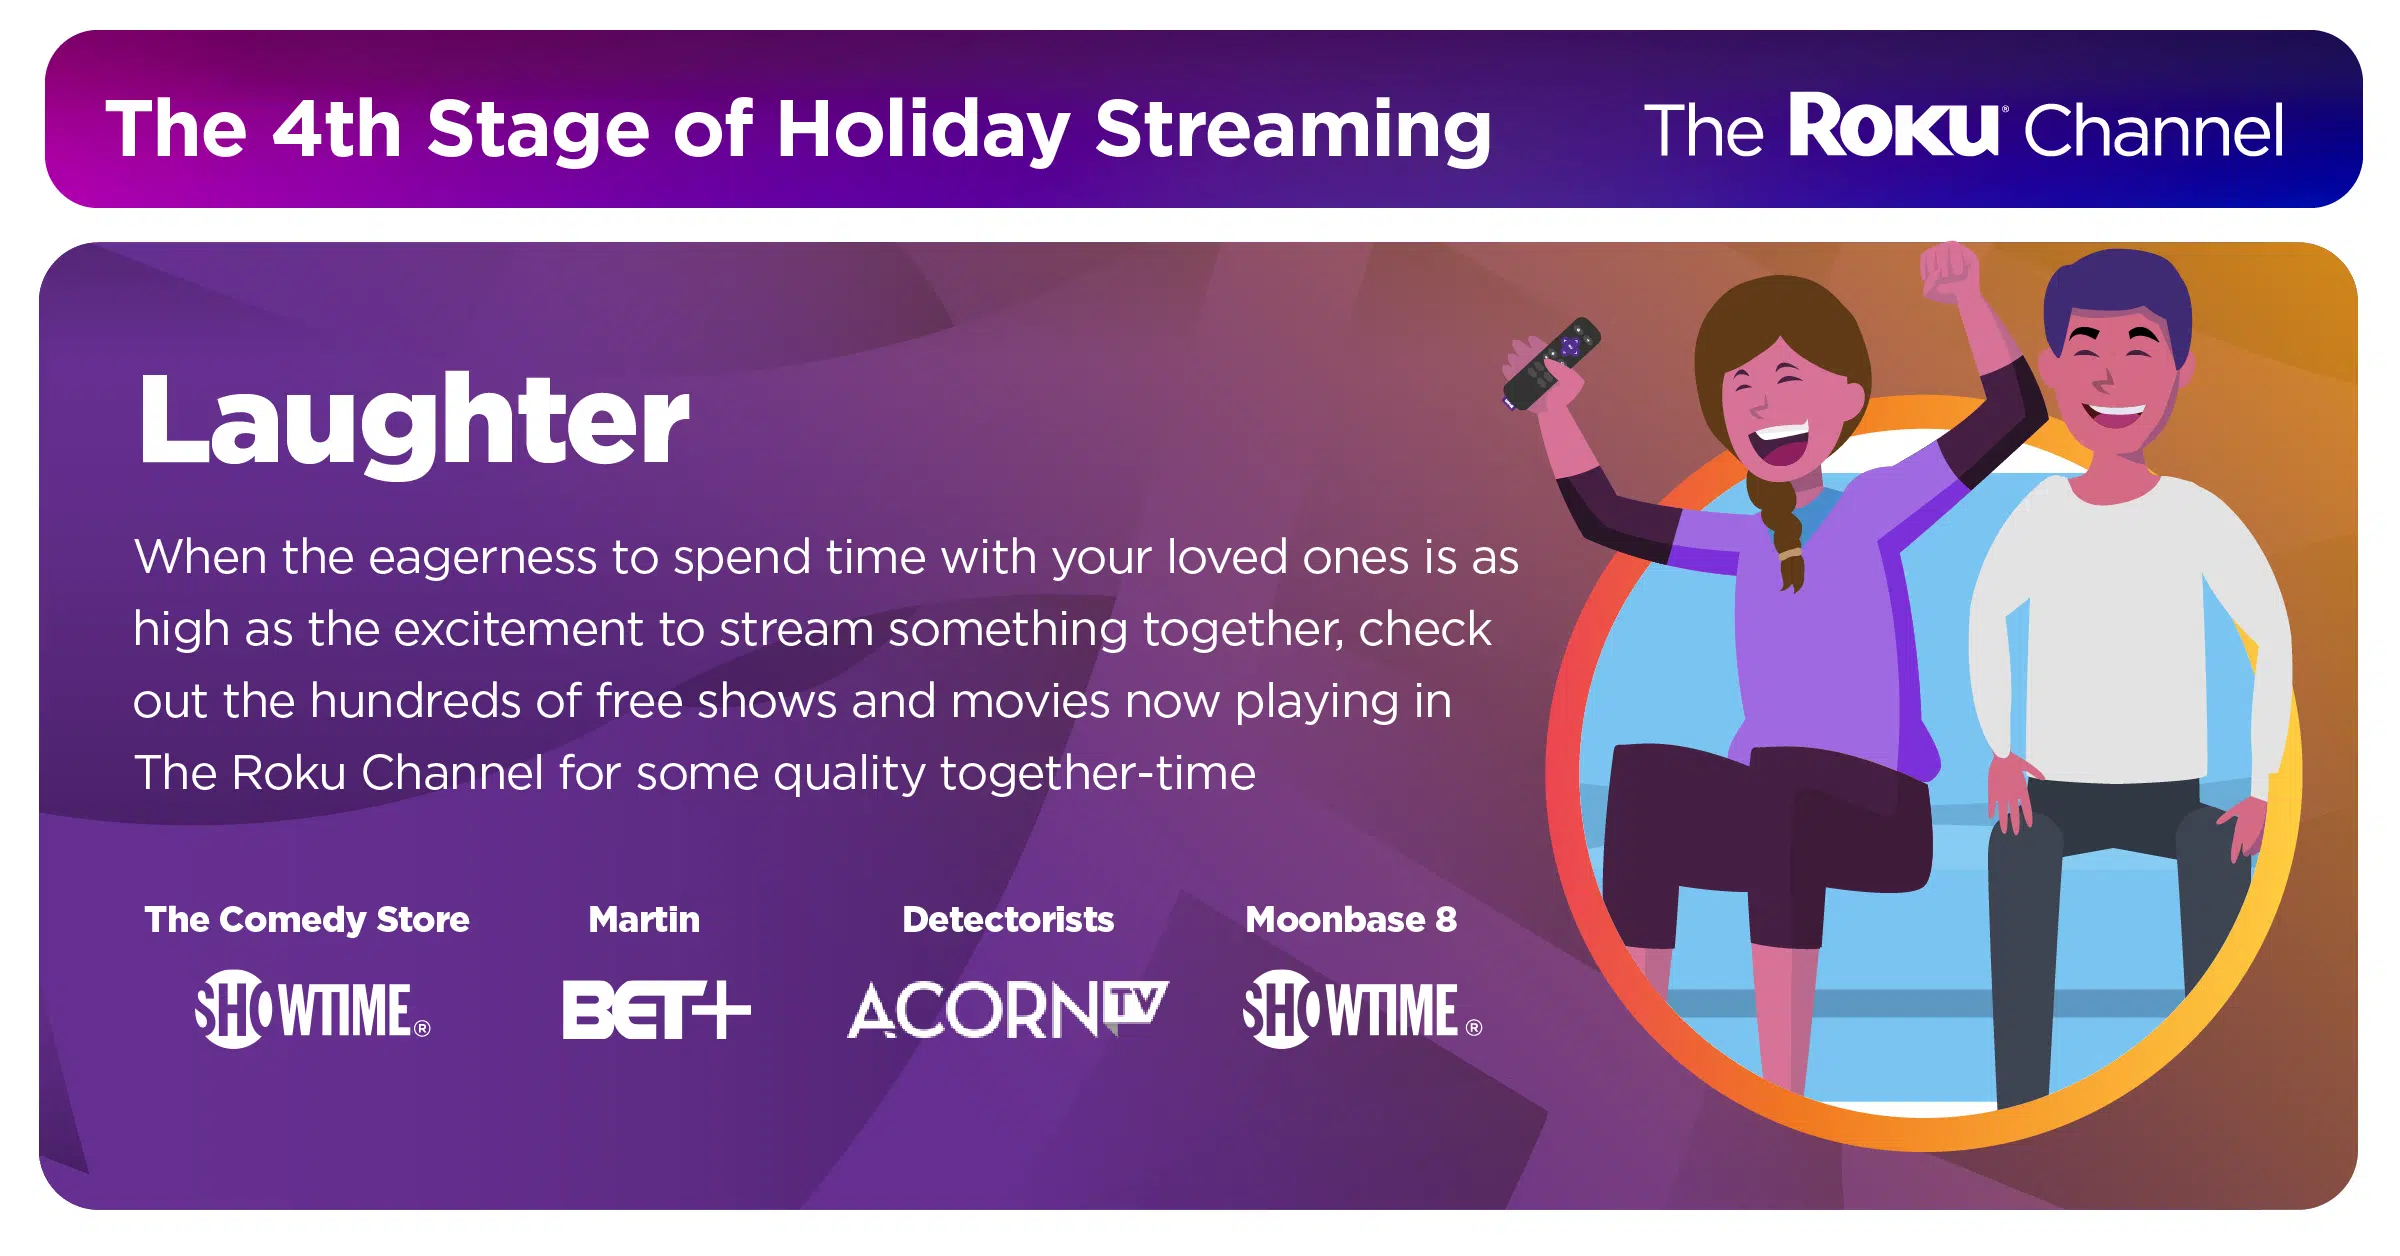 The 4th Stage of Holiday Streaming
The Roku® Channel
Laughter
When the eagerness to spend time with your loved ones is as
high as the excitement to stream something together, check
out the hundreds of free shows and movies now playing in
The Roku Channel for some quality together-time
The Comedy Store
SHOWTIME®
Martin
BET+
Detectorists
ACORN TV
Moonbase 8
SHOWTIME®